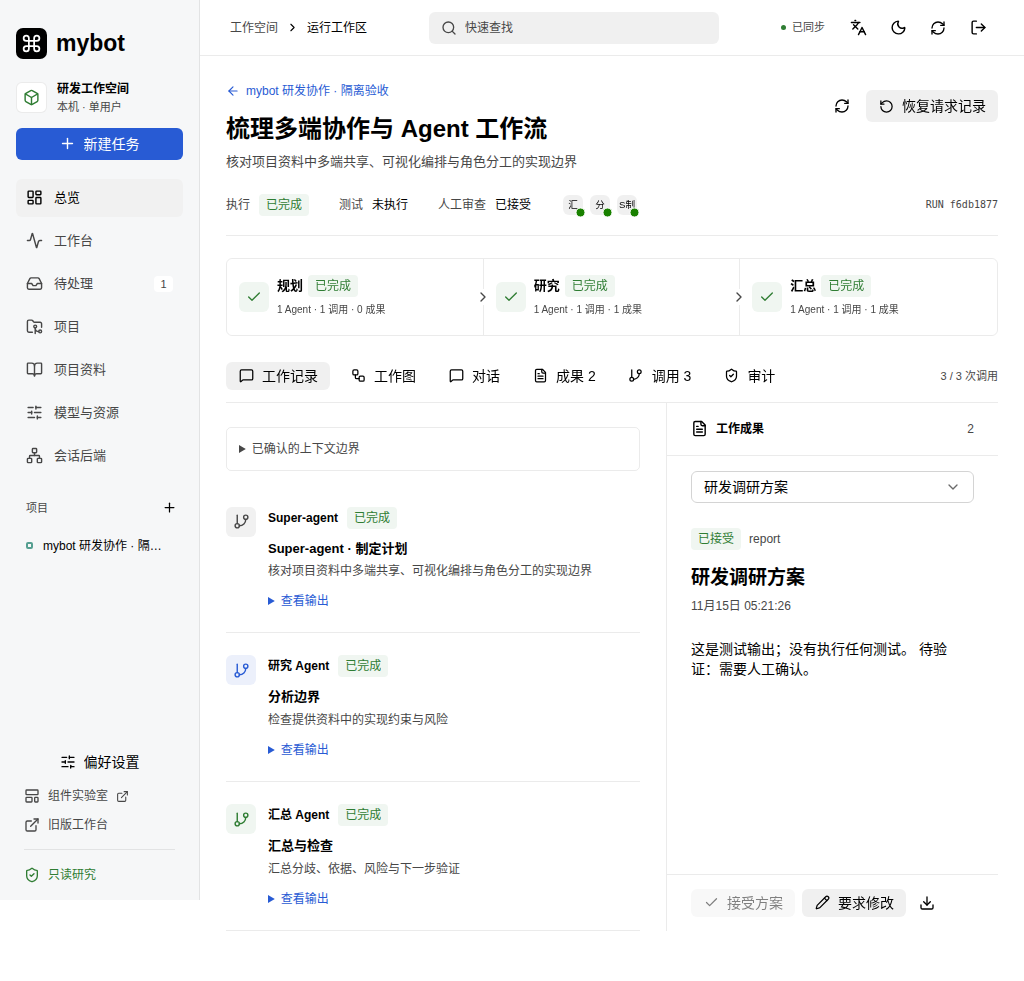 mybot
研发工作空间
本机 · 单用户
新建任务
总览
工作台
待处理 1
项目
项目资料
模型与资源
会话后端
项目
mybot 研发协作 · 隔…
偏好设置
组件实验室
旧版工作台
只读研究
工作空间 运行工作区
快速查找
已同步
mybot 研发协作 · 隔离验收
恢复请求记录
梳理多端协作与 Agent 工作流
核对项目资料中多端共享、可视化编排与角色分工的实现边界
执行 已完成 测试 未执行 人工审查 已接受 汇 分 S制 RUN f6db1877
规划 已完成
1 Agent · 1 调用 · 0 成果
研究 已完成
1 Agent · 1 调用 · 1 成果
汇总 已完成
1 Agent · 1 调用 · 1 成果
工作记录 工作图 对话 成果 2 调用 3 审计 3 / 3 次调用
已确认的上下文边界
Super-agent 已完成
Super-agent · 制定计划
核对项目资料中多端共享、可视化编排与角色分工的实现边界
查看输出
研究 Agent 已完成
分析边界
检查提供资料中的实现约束与风险
查看输出
汇总 Agent 已完成
汇总与检查
汇总分歧、依据、风险与下一步验证
查看输出
工作成果 2
研发调研方案
已接受 report
研发调研方案
11月15日 05:21:26
这是测试输出；没有执行任何测试。 待验
证：需要人工确认。
接受方案 要求修改